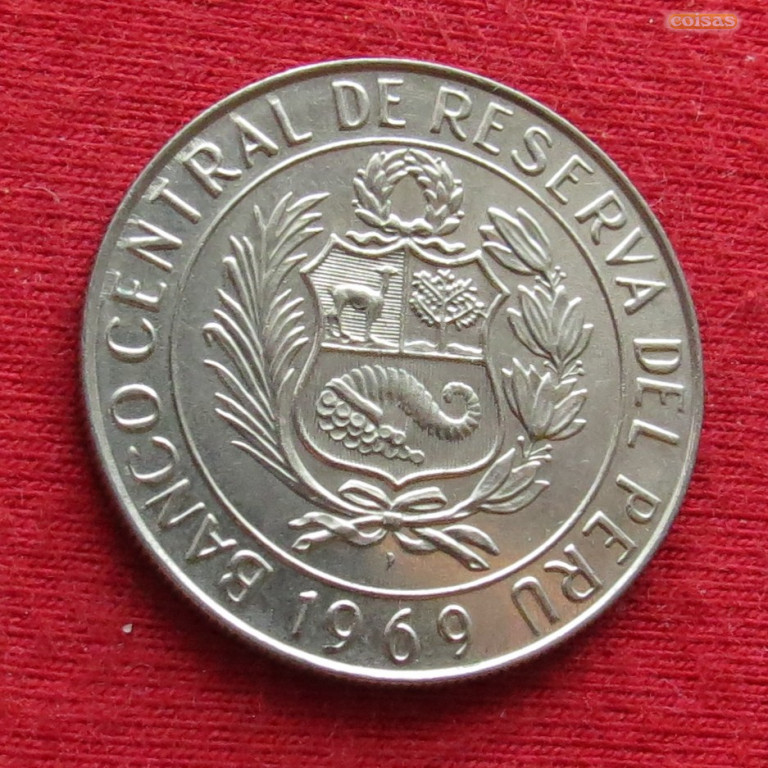 coisas
BANCO CENTRAL DE RESERVA DEL PERU
1969